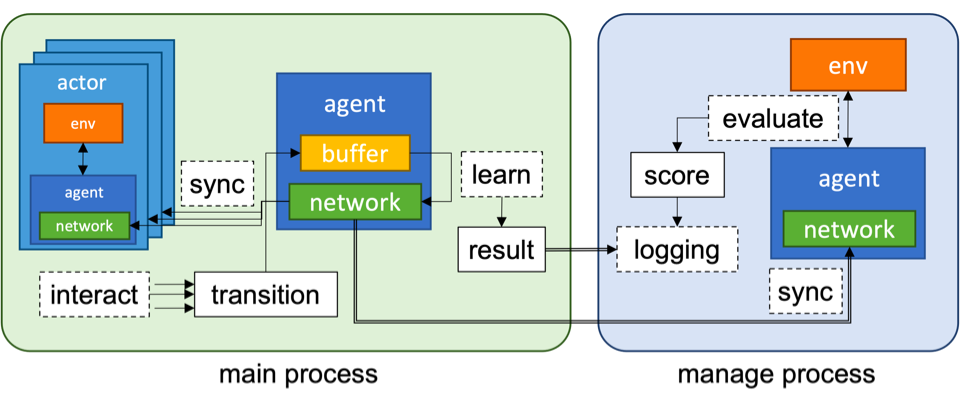 actor
env
agent
network
sync
interact
transition
agent
buffer
network
learn
result
main process
env
evaluate
score
agent
network
logging
sync
manage process